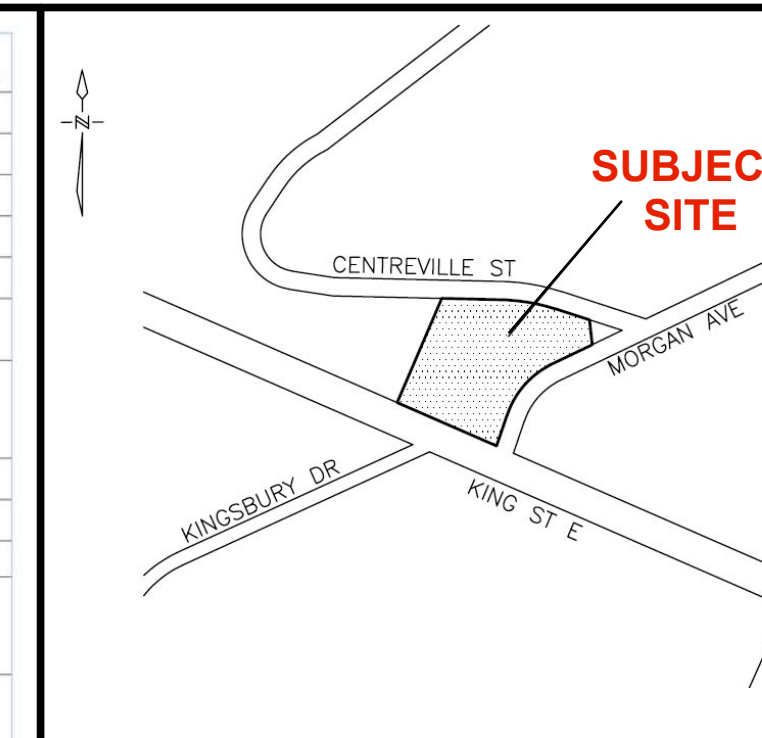 N
SUBJEC
SITE
CENTREVILLE ST
MORGAN AVE
KINGSBURY DR
KING ST E